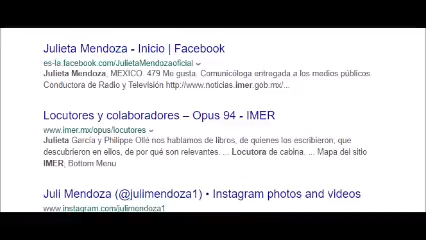 Julieta Mendoza - Inicio | Facebook
es-la.facebook.com/JulietaMendozaoficial
Julieta Mendoza, MEXICO. 479 Me gusta. Comunicóloga entregada a los medios públicos
Conductora de Radio y Televisión http://www.noticias.imer.gob.mx/...
Locutores y colaboradores – Opus 94 - IMER
www.imer.mx/opus/locutores
Julieta García y Philippe Ollé nos hablamos de libros, de quienes los escribieron, que
descubrieron en ellos, de por qué son relevantes. ... Locutora de cabina. ... Mapa del sitio
IMER; Bottom Menu
Juli Mendoza (@julimendoza1) • Instagram photos and videos
www.instagram.com/julimendoza1